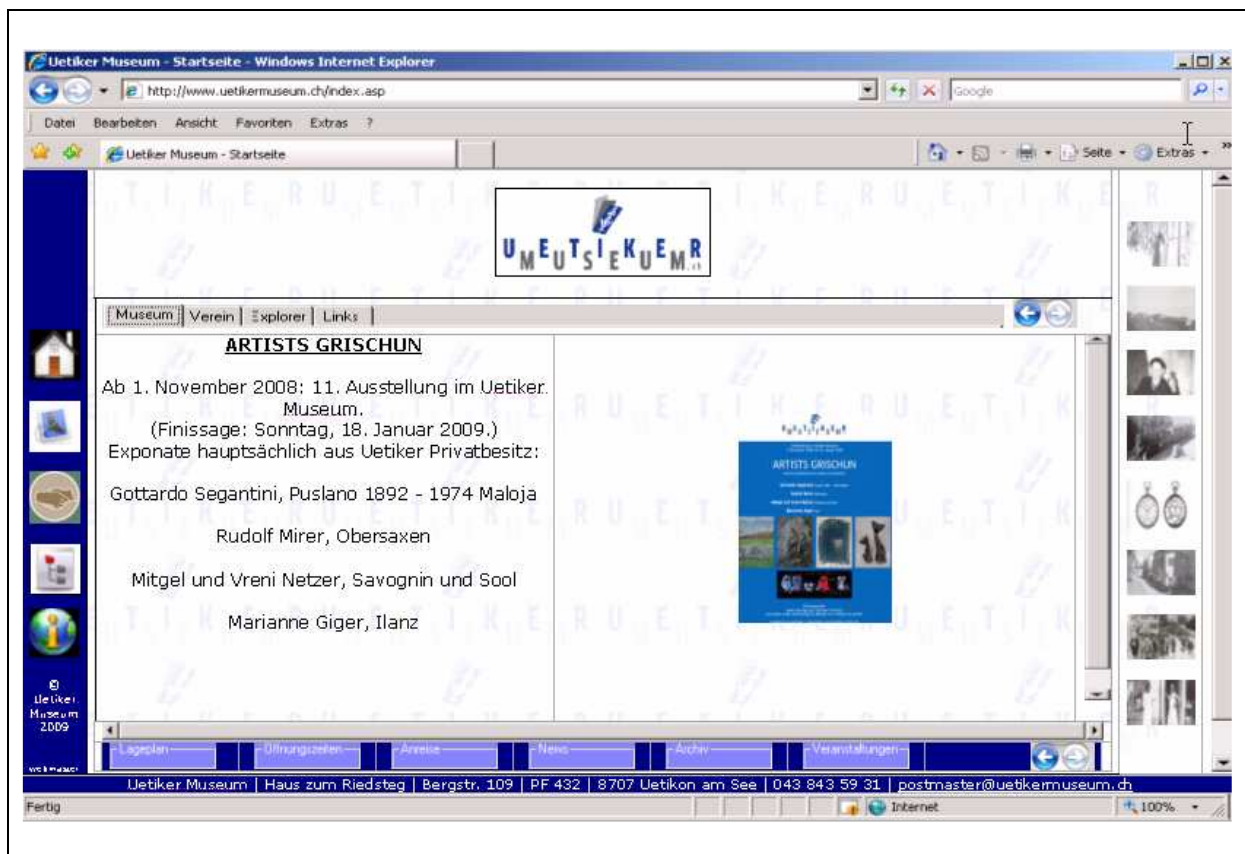 Uetiker Museum - Startseite - Windows Internet Explorer
http://www.uetikermuseum.ch/index.asp
Google
Datei Bearbeiten Ansicht Favoriten Extras ?
Uetiker Museum - Startseite
Seite Extras
UMEUTSIEKUEMR.ch
Museum Verein Explorer Links
ARTISTS GRISCHUN
Ab 1. November 2008: 11. Ausstellung im Uetiker
Museum.
(Finissage: Sonntag, 18. Januar 2009.)
Exponate hauptsächlich aus Uetiker Privatbesitz:
Gottardo Segantini, Puslano 1892 - 1974 Maloja
Rudolf Mirer, Obersaxen
Mitgel und Vreni Netzer, Savognin und Sool
Marianne Giger, Ilanz
ARTISTS GRISCHUN
©
Uetiker
Museum
2009
webmaster
Lageplan Öffnungszeiten Anreise News Archiv Veranstaltungen
Uetiker Museum | Haus zum Riedsteg | Bergstr. 109 | PF 432 | 8707 Uetikon am See | 043 843 59 31 | postmaster@uetikermuseum.ch
Fertig
Internet
100%